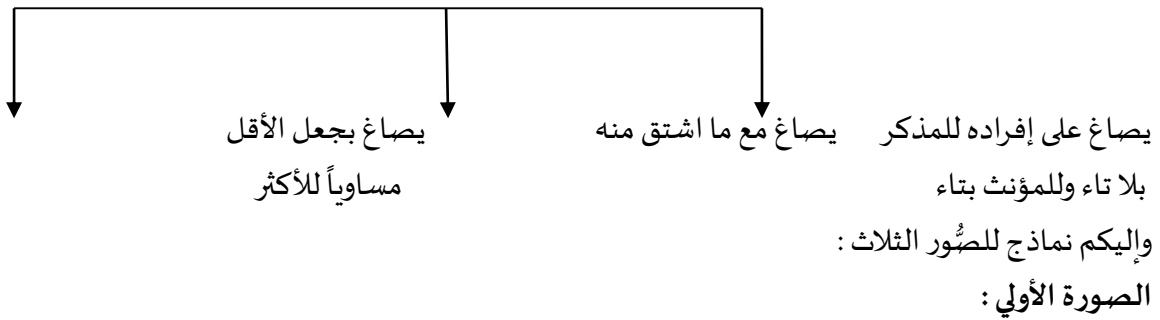 يصاغ على إفراده للمذكر يصاغ مع ما اشتق منه يصاغ بجعل الأقل
بلا تاء وللمؤنث بتاء مساوياً للأكثر
وإليكم نماذج للصُّور الثلاث :
الصورة الأولي :